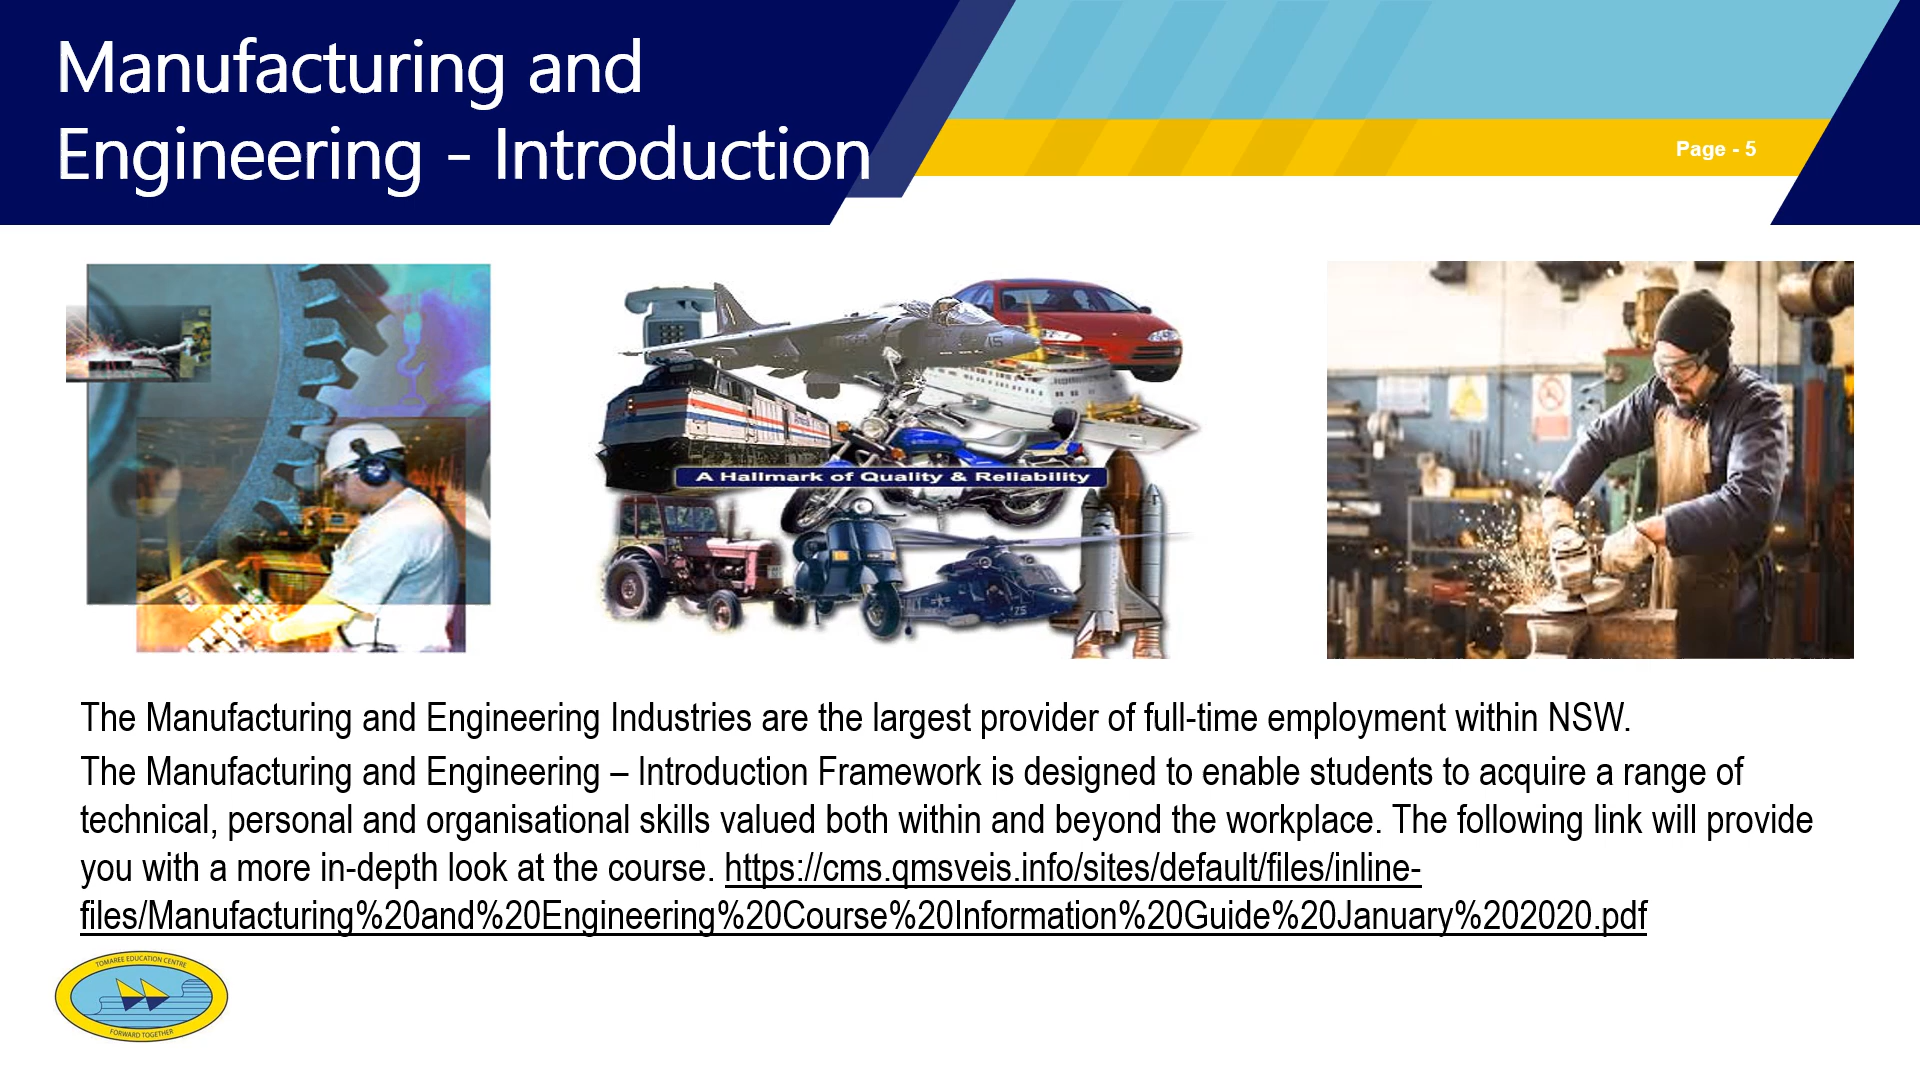 Manufacturing and
Engineering - Introduction
Page - 5
A Hallmark of Quality & Reliability
The Manufacturing and Engineering Industries are the largest provider of full-time employment within NSW.
The Manufacturing and Engineering – Introduction Framework is designed to enable students to acquire a range of
technical, personal and organisational skills valued both within and beyond the workplace. The following link will provide
you with a more in-depth look at the course. https://cms.qmsveis.info/sites/default/files/inline-
files/Manufacturing%20and%20Engineering%20Course%20Information%20Guide%20January%202020.pdf
TOMAREE EDUCATION CENTRE
FORWARD TOGETHER